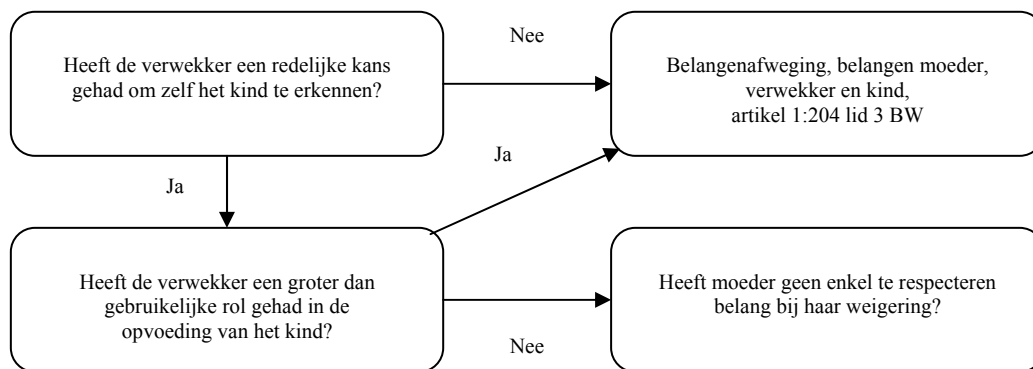 Heeft de verwekker een redelijke kans
gehad om zelf het kind te erkennen?
Nee
Belangenafweging, belangen moeder,
verwekker en kind,
artikel 1:204 lid 3 BW
Ja
Ja
Heeft de verwekker een groter dan
gebruikelijke rol gehad in de
opvoeding van het kind?
Nee
Heeft moeder geen enkel te respecteren
belang bij haar weigering?